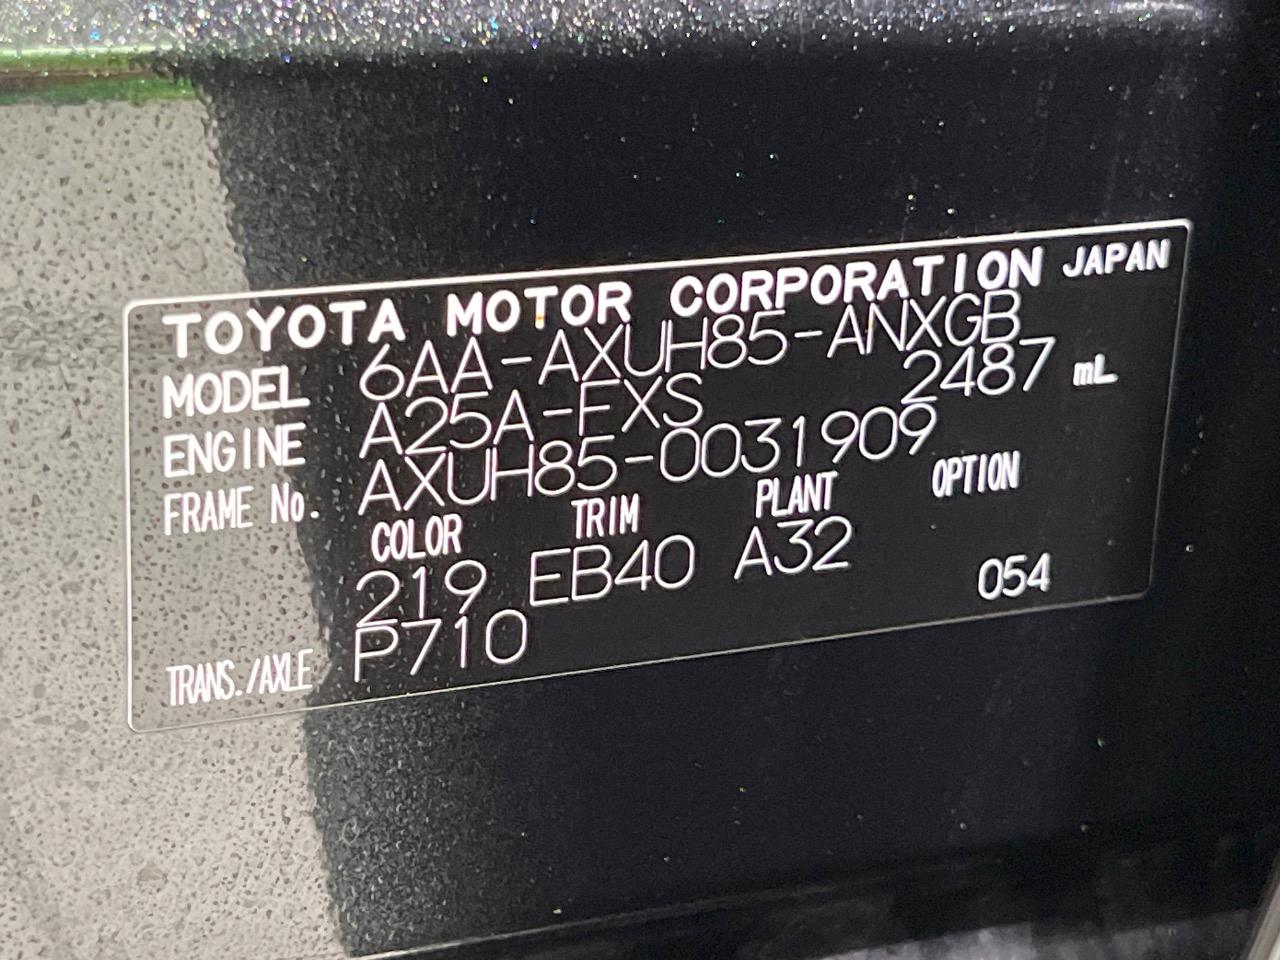 TOYOTA MOTOR CORPORATION JAPAN
MODEL 6AA-AXUH85-ANXGB
ENGINE A25A-FXS 2487 mL
FRAME No. AXUH85-0031909
COLOR TRIM PLANT OPTION
219 EB40 A32
TRANS./AXLE P710 054